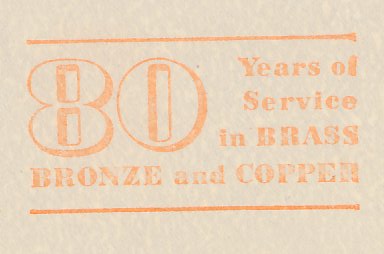 80 Years of
Service
in BRASS
BRONZE and COPPER